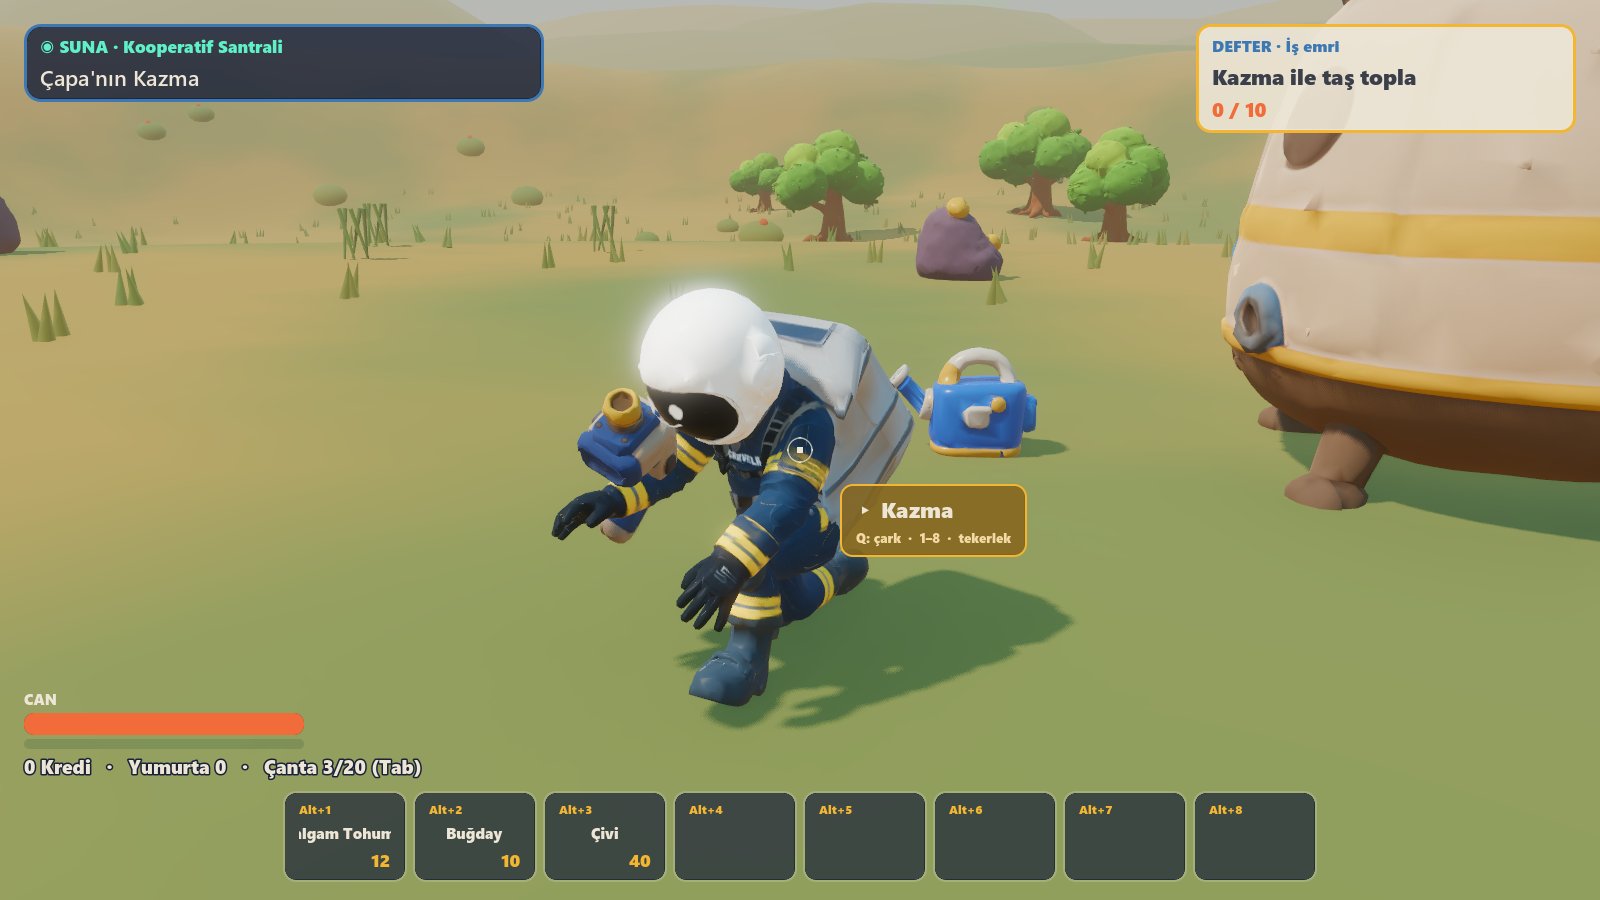 ◉ SUNA · Kooperatif Santrali
Çapa'nın Kazma
DEFTER · İş emri
Kazma ile taş topla
0 / 10
▸ Kazma
Q: çark · 1–8 · tekerlek
CAN
0 Kredi · Yumurta 0 · Çanta 3/20 (Tab)
Alt+1
lgam Tohum
12
Alt+2
Buğday
10
Alt+3
Çivi
40
Alt+4
Alt+5
Alt+6
Alt+7
Alt+8